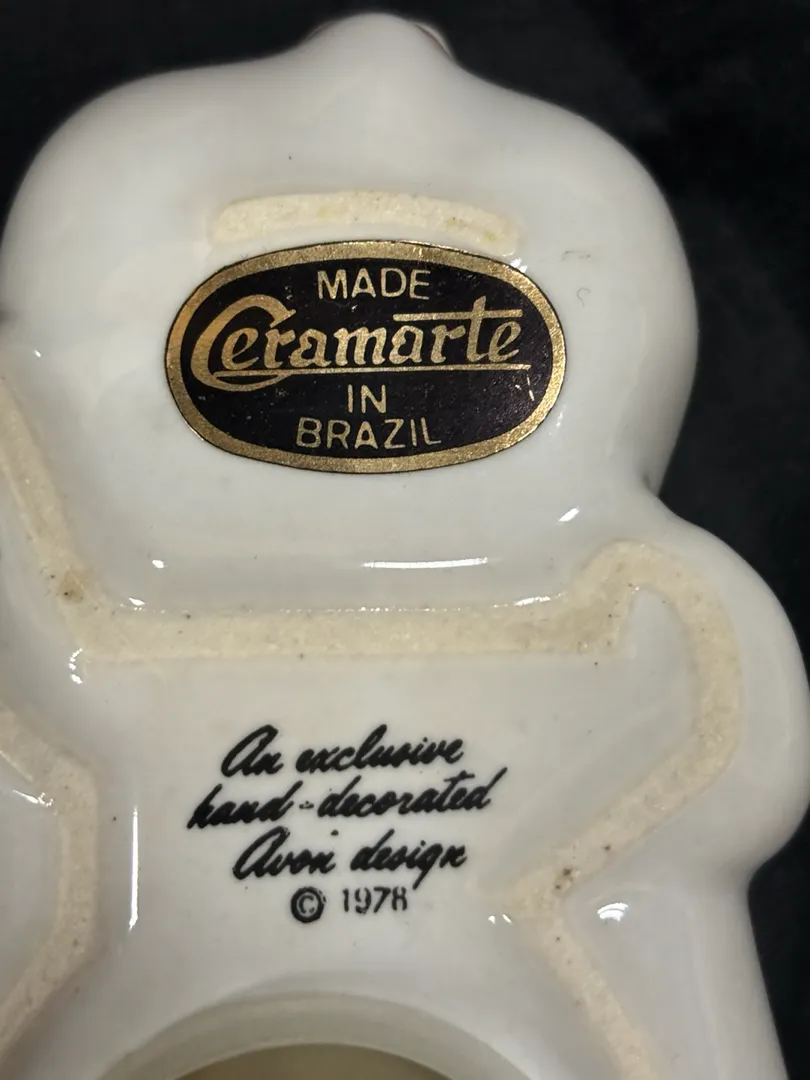 MADE
Ceramarte
IN
BRAZIL
An exclusive
hand-decorated
Avon design
© 1978